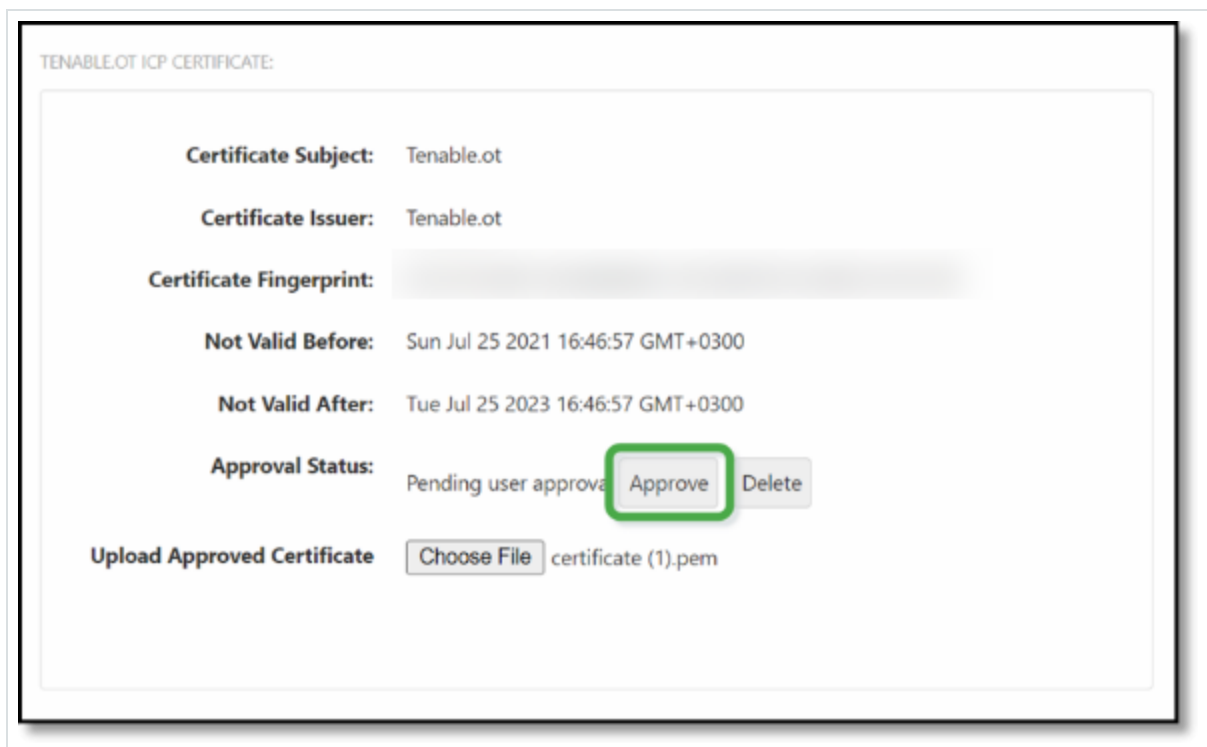 TENABLE.OT ICP CERTIFICATE:
Certificate Subject: Tenable.ot
Certificate Issuer: Tenable.ot
Certificate Fingerprint:
Not Valid Before: Sun Jul 25 2021 16:46:57 GMT+0300
Not Valid After: Tue Jul 25 2023 16:46:57 GMT+0300
Approval Status: Pending user approva Approve Delete
Upload Approved Certificate Choose File certificate (1).pem